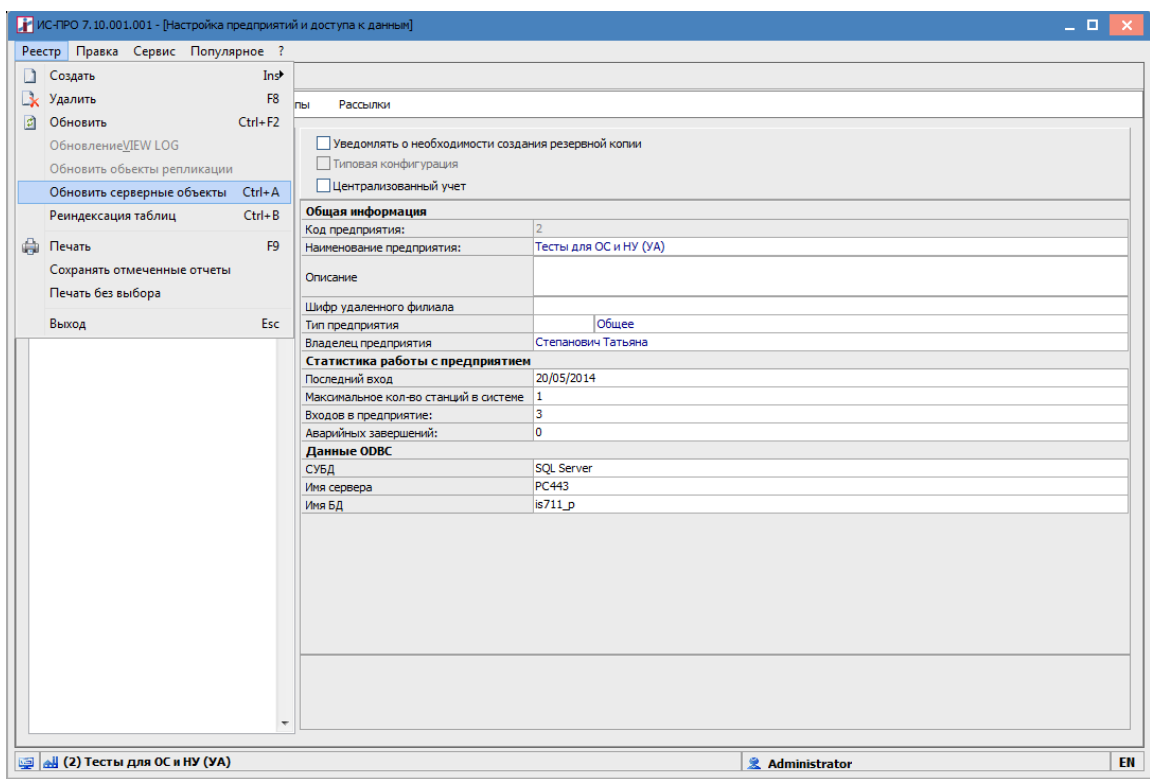 ИС-ПРО 7.10.001.001 - [Настройка предприятий и доступа к данным]
Реестр Правка Сервис Популярное ?
Создать Ins
Удалить F8
Обновить Ctrl+F2
ОбновлениеVIEW LOG
Обновить обьекты репликации
Обновить серверные объекты Ctrl+A
Реиндексация таблиц Ctrl+B
Печать F9
Сохранять отмеченные отчеты
Печать без выбора
Выход Esc
пы Рассылки
Уведомлять о необходимости создания резервной копии
Типовая конфигурация
Централизованный учет
Общая информация
Код предприятия: 2
Наименование предприятия: Тесты для ОС и НУ (УА)
Описание
Шифр удаленного филиала
Тип предприятия Общее
Владелец предприятия Степанович Татьяна
Статистика работы с предприятием
Последний вход 20/05/2014
Максимальное кол-во станций в системе 1
Входов в предприятие: 3
Аварийных завершений: 0
Данные ODBC
СУБД SQL Server
Имя сервера PC443
Имя БД is711_p
(2) Тесты для ОС и НУ (УА) Administrator EN